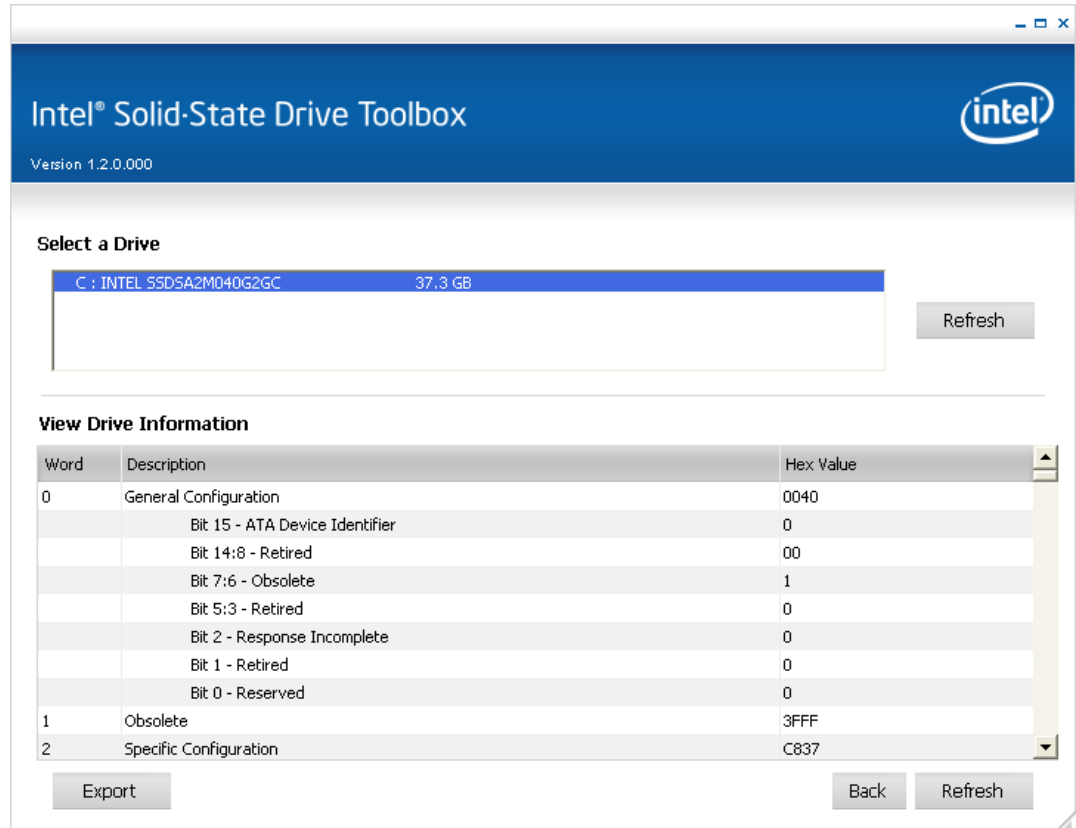 Intel® Solid-State Drive Toolbox
intel
Version 1.2.0.000
Select a Drive
C : INTEL SSDSA2M040G2GC 37.3 GB
Refresh
View Drive Information
Word Description Hex Value
0 General Configuration 0040
Bit 15 - ATA Device Identifier 0
Bit 14:8 - Retired 00
Bit 7:6 - Obsolete 1
Bit 5:3 - Retired 0
Bit 2 - Response Incomplete 0
Bit 1 - Retired 0
Bit 0 - Reserved 0
1 Obsolete 3FFF
2 Specific Configuration C837
Export Back Refresh